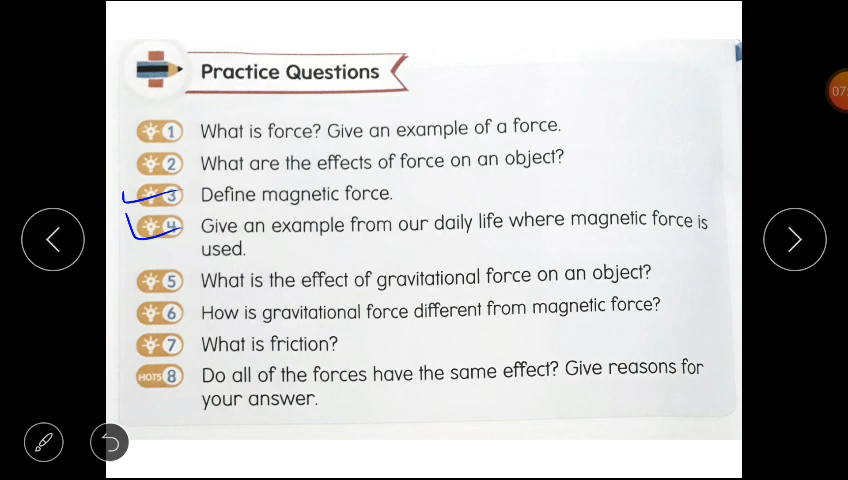 Practice Questions
1 What is force? Give an example of a force.
2 What are the effects of force on an object?
3 Define magnetic force.
4 Give an example from our daily life where magnetic force is
used.
5 What is the effect of gravitational force on an object?
6 How is gravitational force different from magnetic force?
7 What is friction?
HOTS 8 Do all of the forces have the same effect? Give reasons for
your answer.
07: